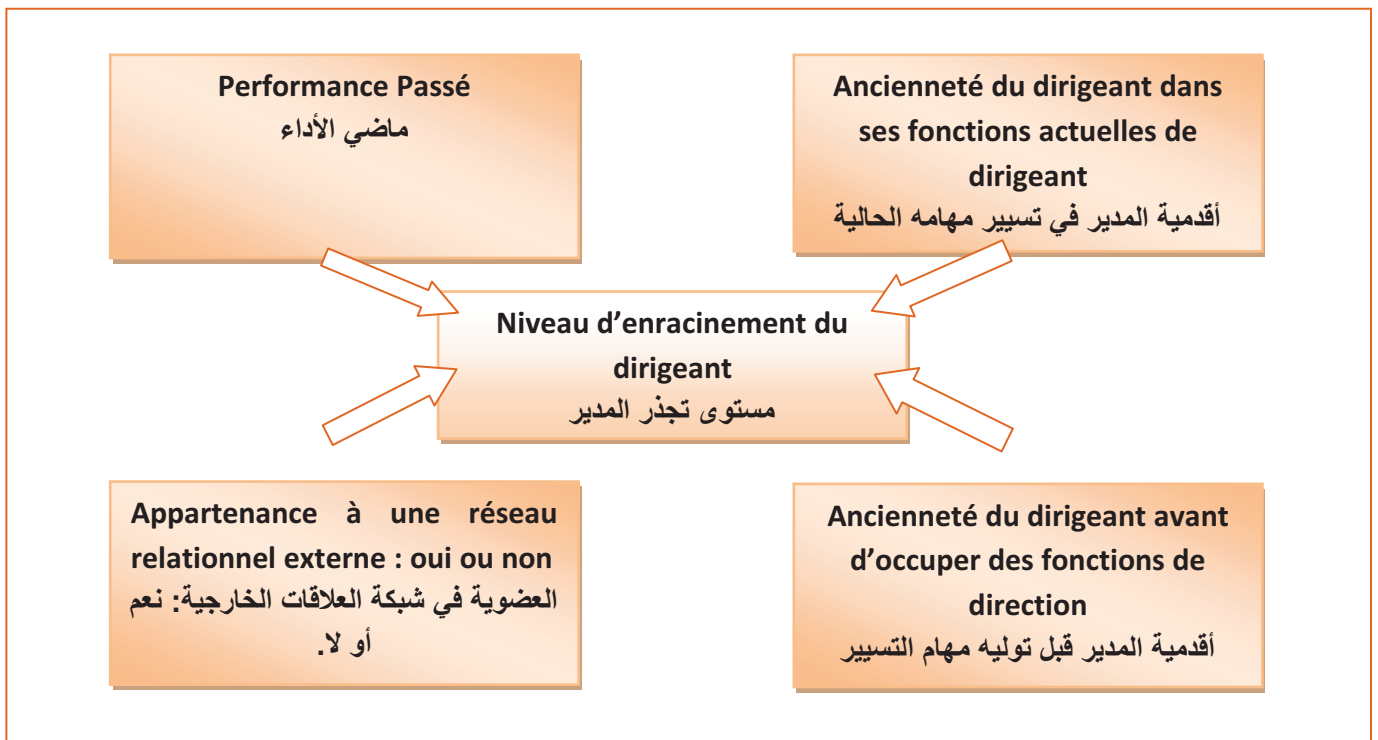 Performance Passé
ماضي الأداء
Ancienneté du dirigeant dans
ses fonctions actuelles de
dirigeant
أقدمية المدير في تسيير مهامه الحالية
Niveau d’enracinement du
dirigeant
مستوى تجذر المدير
Appartenance à une réseau
relationnel externe : oui ou non
العضوية في شبكة العلاقات الخارجية: نعم
أو لا.
Ancienneté du dirigeant avant
d’occuper des fonctions de
direction
أقدمية المدير قبل توليه مهام التسيير